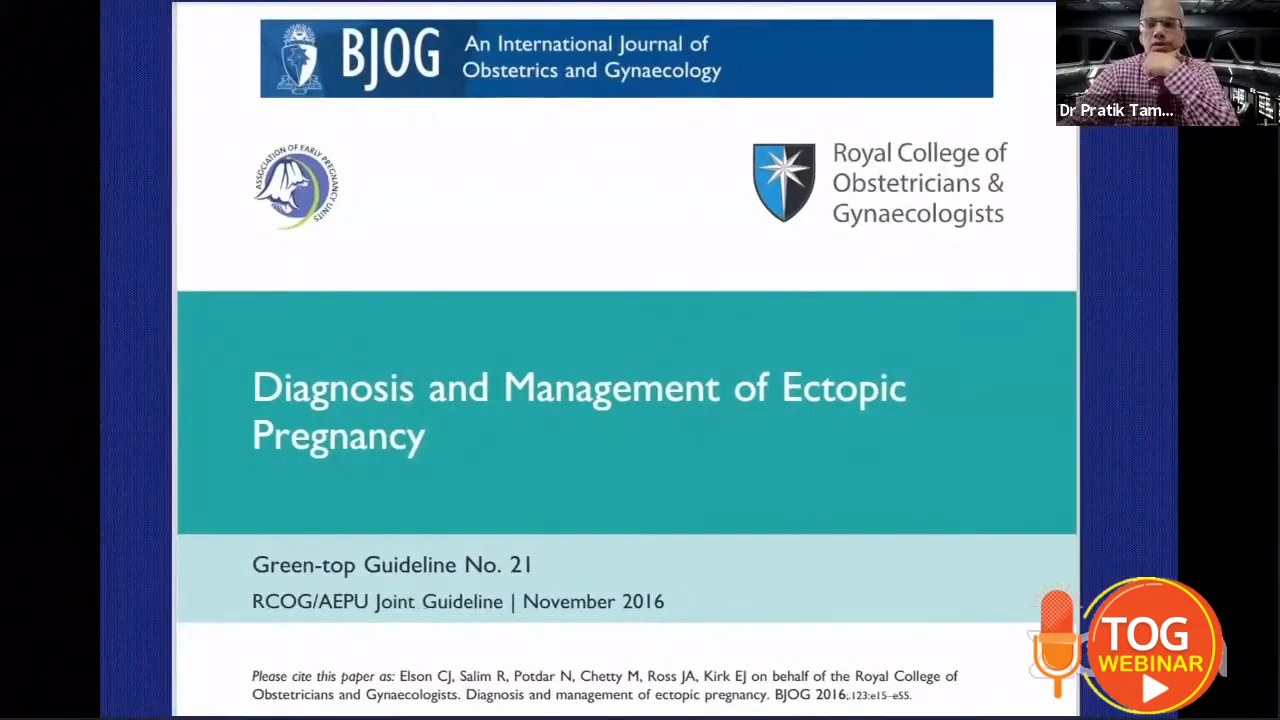 BJOG
An International Journal of
Obstetrics and Gynaecology
Dr Pratik Tam...
ASSOCIATION OF EARLY PREGNANCY UNITS
Royal College of
Obstetricians &
Gynaecologists
Diagnosis and Management of Ectopic
Pregnancy
Green-top Guideline No. 21
RCOG/AEPU Joint Guideline | November 2016
Please cite this paper as: Elson CJ, Salim R, Potdar N, Chetty M, Ross JA, Kirk EJ on behalf of the Royal College of
Obstetricians and Gynaecologists. Diagnosis and management of ectopic pregnancy. BJOG 2016;.123:e15–e55.
TOG
WEBINAR